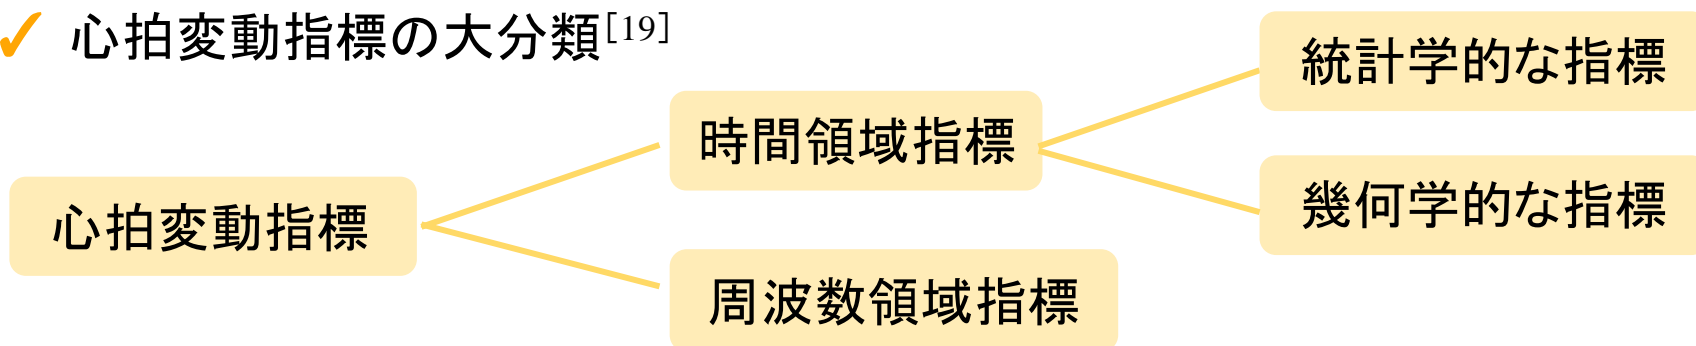 ✓ 心拍変動指標の大分類[19]
統計学的な指標
時間領域指標
幾何学的な指標
心拍変動指標
周波数領域指標